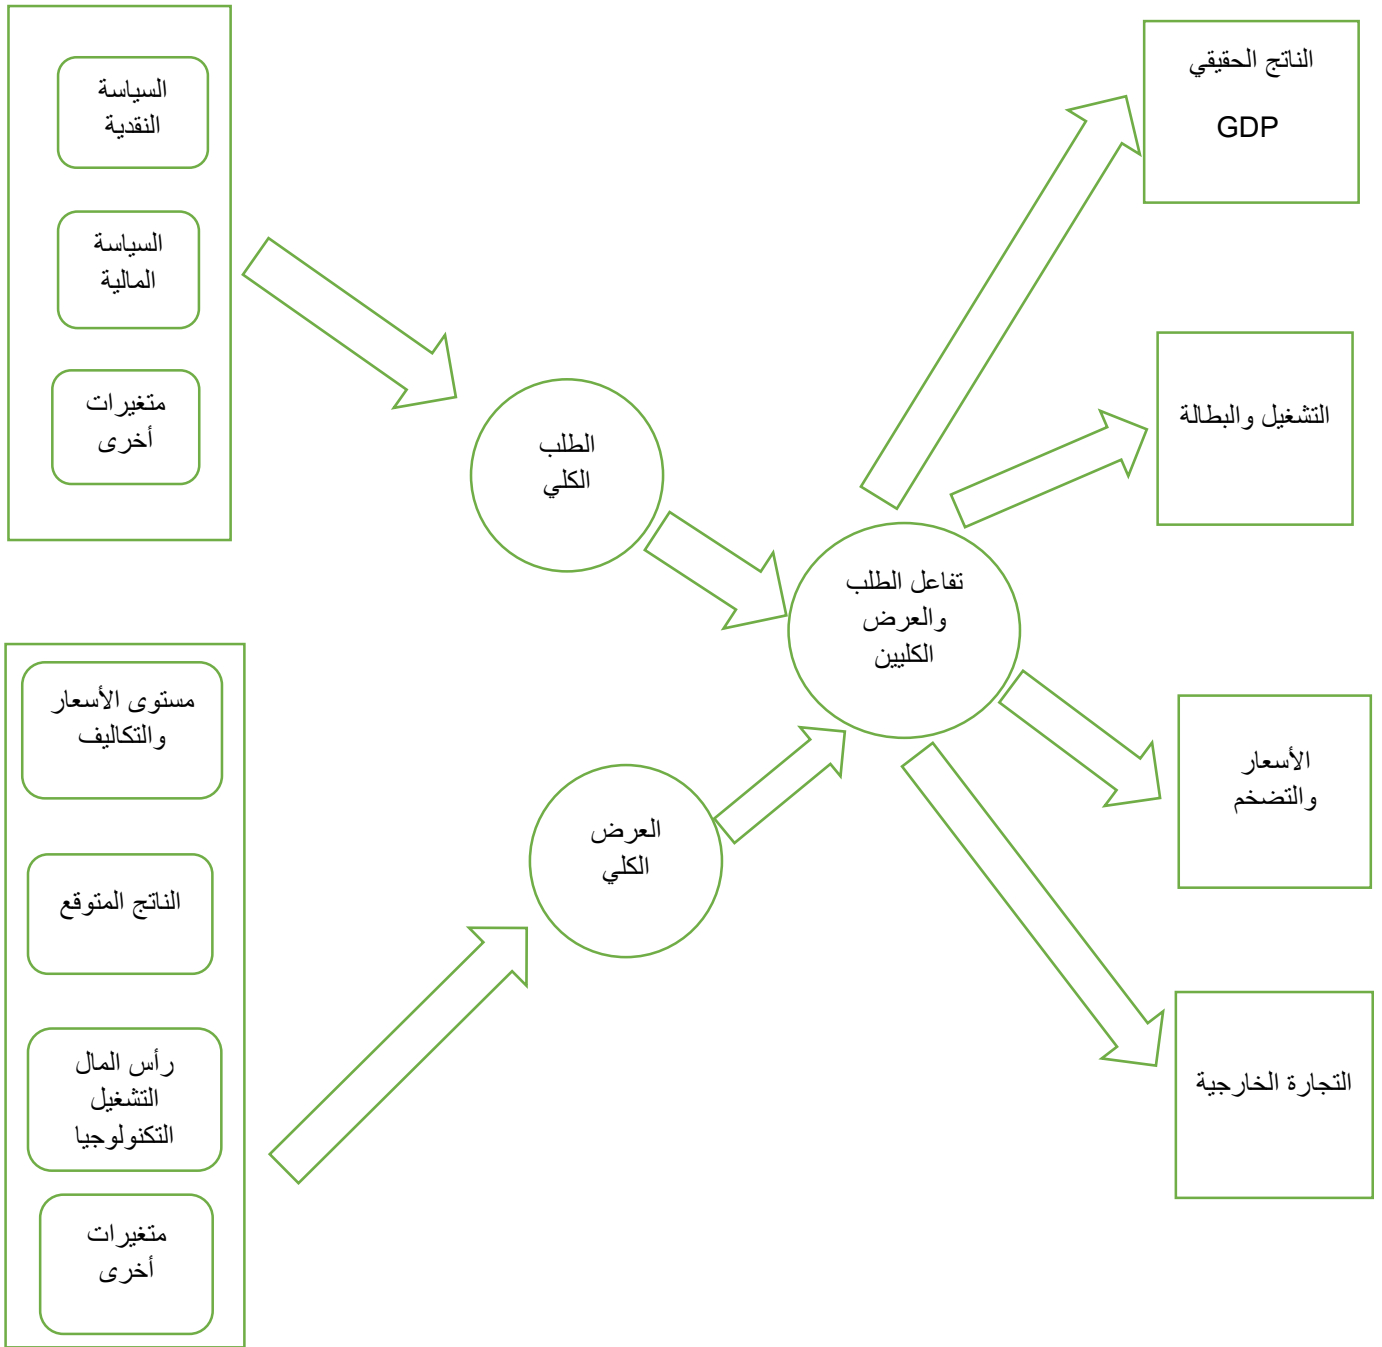 السياسة
النقدية
السياسة
المالية
متغيرات
أخرى
الطلب
الكلي
مستوى الأسعار
والتكاليف
الناتج المتوقع
رأس المال
التشغيل
التكنولوجيا
متغيرات
أخرى
العرض
الكلي
تفاعل الطلب
والعرض
الكليين
الناتج الحقيقي
GDP
التشغيل والبطالة
الأسعار
والتضخم
التجارة الخارجية